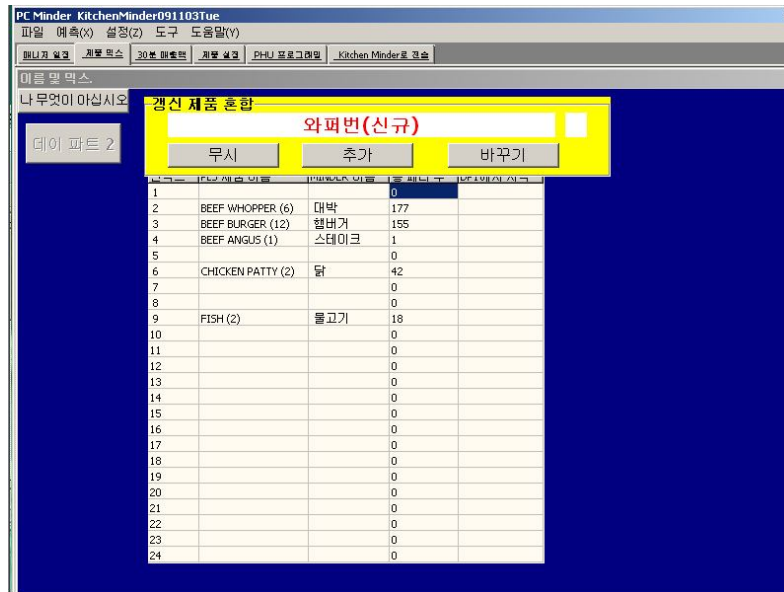 PC Minder KitchenMinder091103Tue
파일 예측(X) 설정(Z) 도구 도움말(Y)
매니저 일정 제품 믹스 30분 매출액 제품 설정 PHU 프로그래밍 Kitchen Minder로 전송
이름 및 믹스.
나 무엇이 아십시오
갱신 제품 혼합
와퍼번(신규)
데이 파트 2
무시 추가 바꾸기
제품 이름 MINDER 이름
1 0
2 BEEF WHOPPER (6) 대박 177
3 BEEF BURGER (12) 햄버거 155
4 BEEF ANGUS (1) 스테이크 1
5 0
6 CHICKEN PATTY (2) 닭 42
7 0
8 0
9 FISH (2) 물고기 18
10 0
11 0
12 0
13 0
14 0
15 0
16 0
17 0
18 0
19 0
20 0
21 0
22 0
23 0
24 0